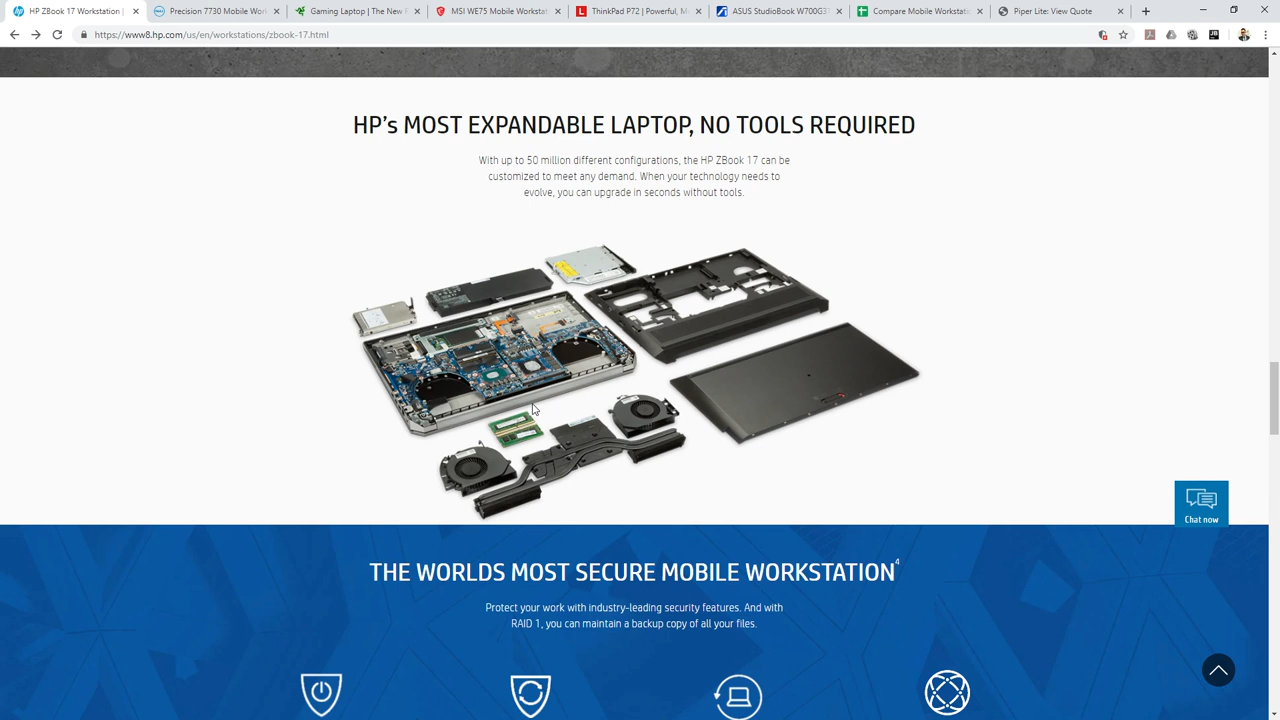 HP ZBook 17 Workstation
Precision 7730 Mobile Wor
Gaming Laptop | The New R
MSI WE75 Mobile Workstat
ThinkPad P72 | Powerful, M
ASUS StudioBook W700G3
Compare Mobile Workstati
Piper Lite: View Quote
https://www8.hp.com/us/en/workstations/zbook-17.html
HP's MOST EXPANDABLE LAPTOP, NO TOOLS REQUIRED
With up to 50 million different configurations, the HP ZBook 17 can be
customized to meet any demand. When your technology needs to
evolve, you can upgrade in seconds without tools.
Chat now
THE WORLDS MOST SECURE MOBILE WORKSTATION4
Protect your work with industry-leading security features. And with
RAID 1, you can maintain a backup copy of all your files.